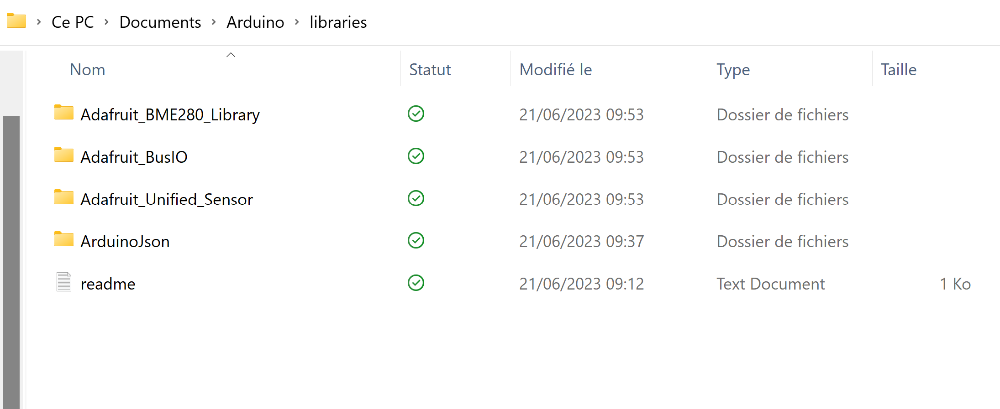 Ce PC Documents Arduino libraries
Nom Statut Modifié le Type Taille
Adafruit_BME280_Library 21/06/2023 09:53 Dossier de fichiers
Adafruit_BusIO 21/06/2023 09:53 Dossier de fichiers
Adafruit_Unified_Sensor 21/06/2023 09:53 Dossier de fichiers
ArduinoJson 21/06/2023 09:37 Dossier de fichiers
readme 21/06/2023 09:12 Text Document 1 Ko